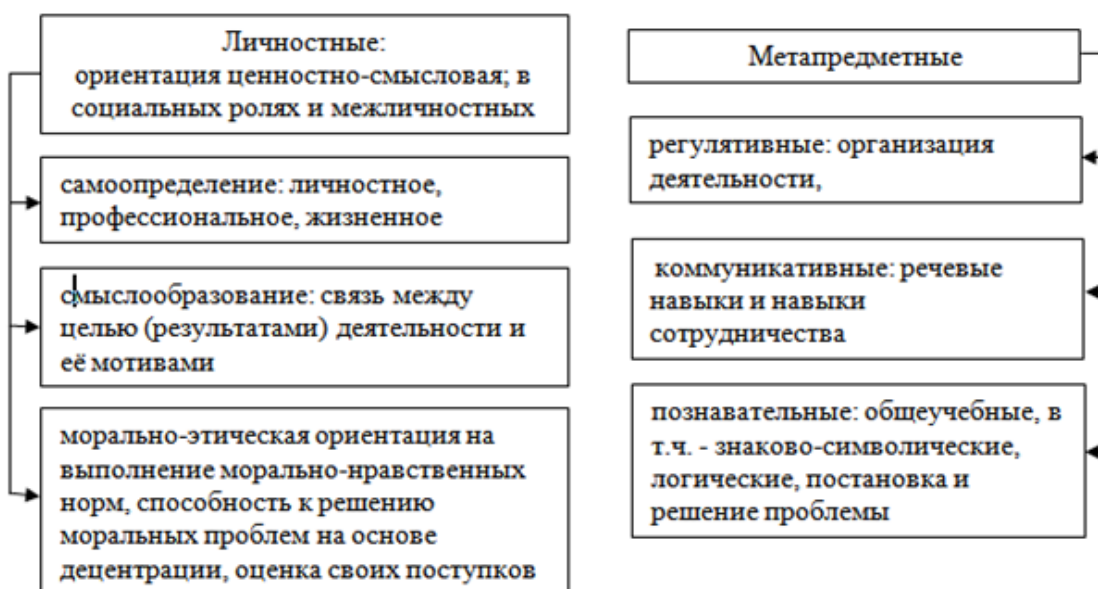 Личностные:
ориентация ценностно-смысловая; в
социальных ролях и межличностных
самоопределение: личностное,
профессиональное, жизненное
смыслообразование: связь между
целью (результатами) деятельности и
её мотивами
морально-этическая ориентация на
выполнение морально-нравственных
норм, способность к решению
моральных проблем на основе
децентрации, оценка своих поступков
Метапредметные
регулятивные: организация
деятельности,
коммуникативные: речевые
навыки и навыки
сотрудничества
познавательные: общеучебные, в
т.ч. - знаково-символические,
логические, постановка и
решение проблемы